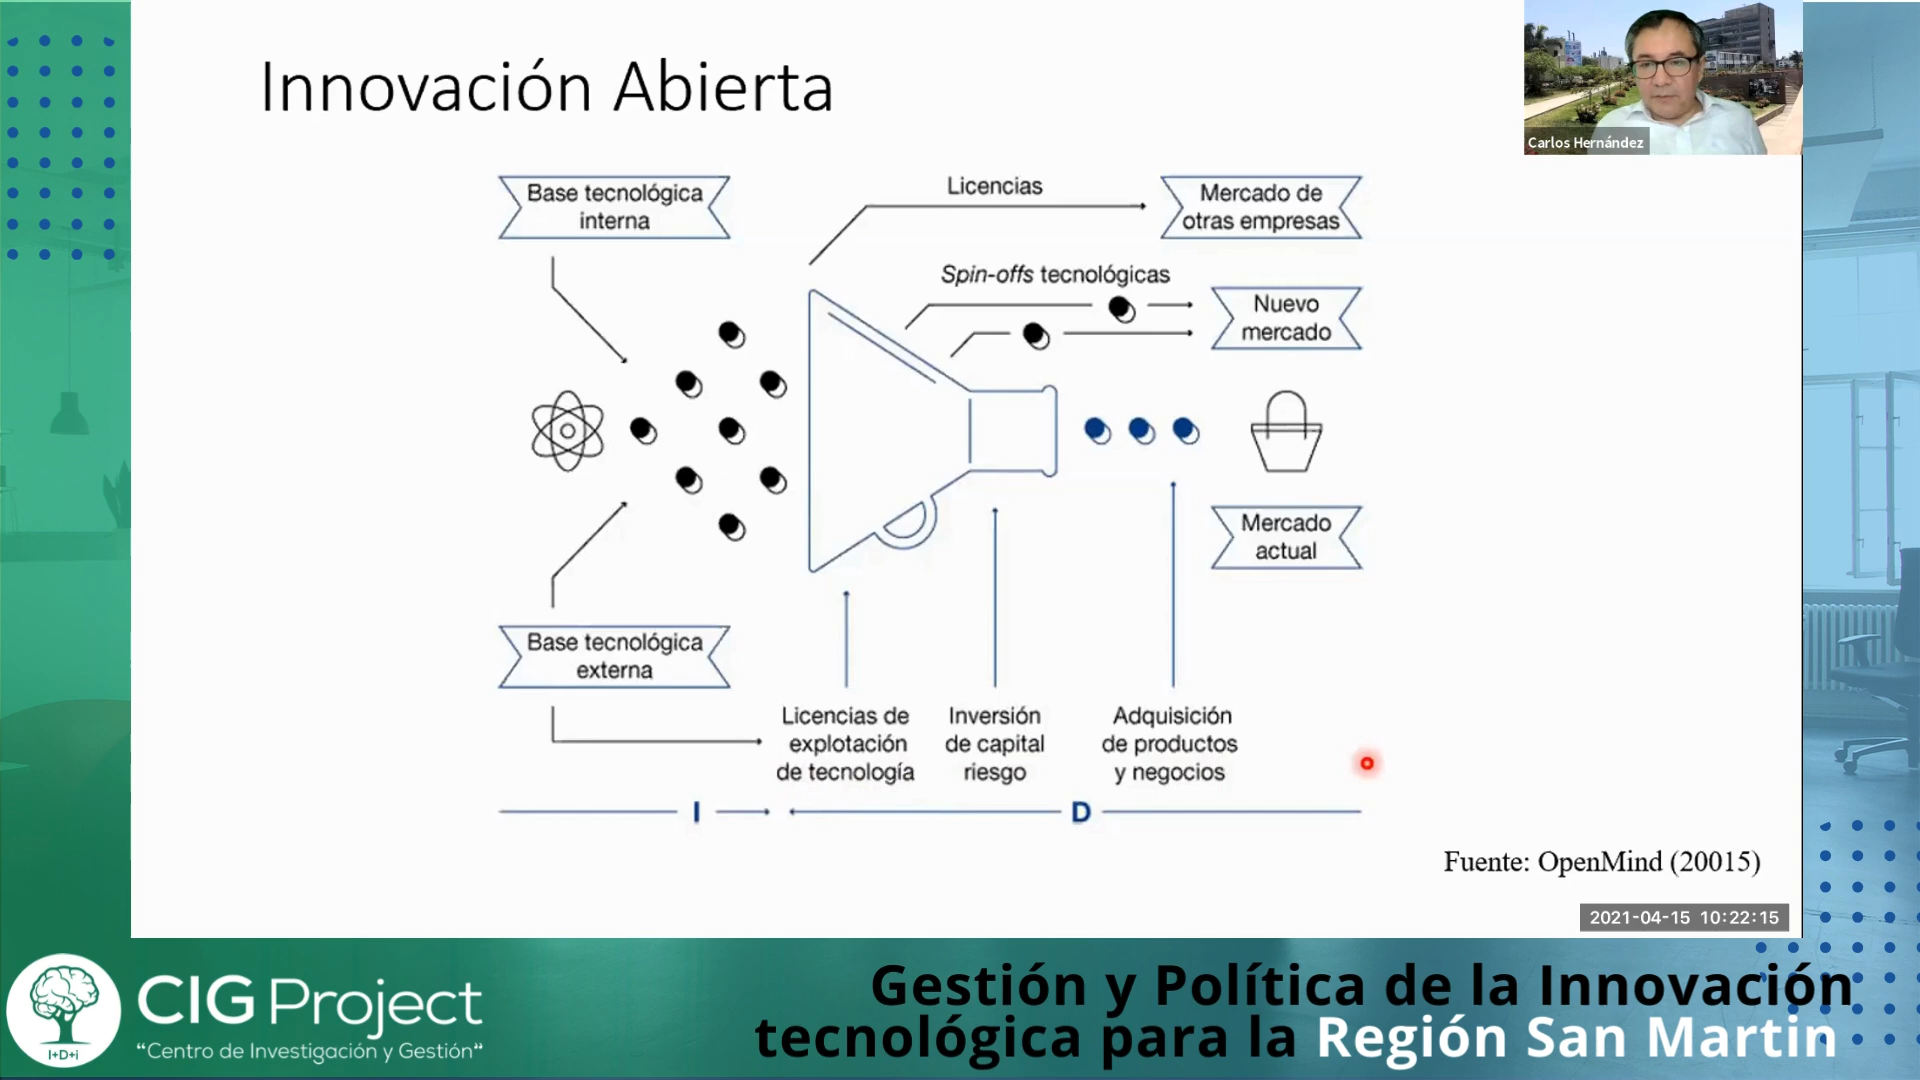 Innovación Abierta
Carlos Hernández
Base tecnológica
interna
Licencias
Mercado de
otras empresas
Spin-offs tecnológicas
Nuevo
mercado
Mercado
actual
Base tecnológica
externa
Licencias de
explotación
de tecnología
Inversión
de capital
riesgo
Adquisición
de productos
y negocios
I
D
Fuente: OpenMind (20015)
2021-04-15 10:22:15
I+D+i
CIG Project
“Centro de Investigación y Gestión”
Gestión y Política de la Innovación
tecnológica para la Región San Martin